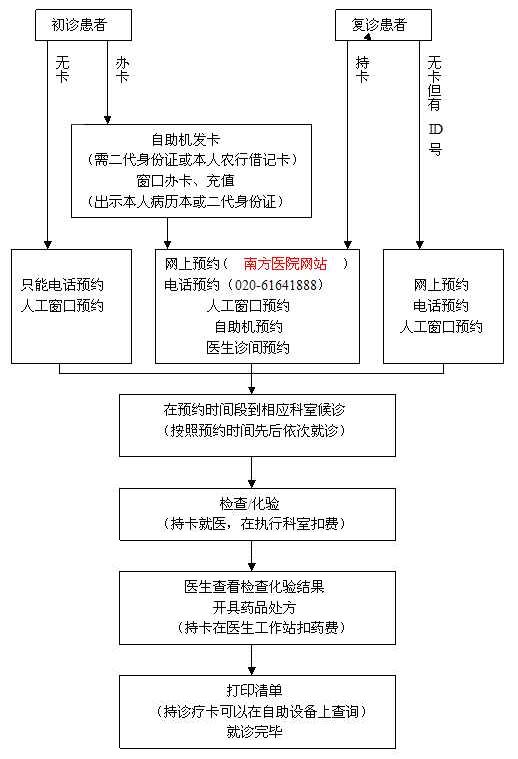 初诊患者
复诊患者
无卡
办卡
持卡
无卡但有ID号
自助机发卡
（需二代身份证或本人农行借记卡）
窗口办卡、充值
（出示本人病历本或二代身份证）
只能电话预约
人工窗口预约
网上预约（ 南方医院网站 ）
电话预约（020-61641888）
人工窗口预约
自助机预约
医生诊间预约
网上预约
电话预约
人工窗口预约
在预约时间段到相应科室候诊
（按照预约时间先后依次就诊）
检查/化验
（持卡就医，在执行科室扣费）
医生查看检查化验结果
开具药品处方
（持卡在医生工作站扣药费）
打印清单
（持诊疗卡可以在自助设备上查询）
就诊完毕